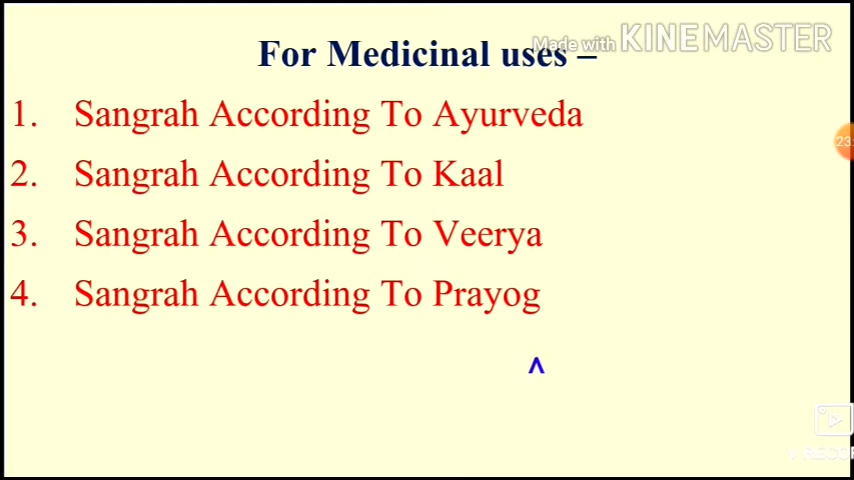 Made with KINEMASTER
For Medicinal uses –
1. Sangrah According To Ayurveda
2. Sangrah According To Kaal
3. Sangrah According To Veerya
4. Sangrah According To Prayog